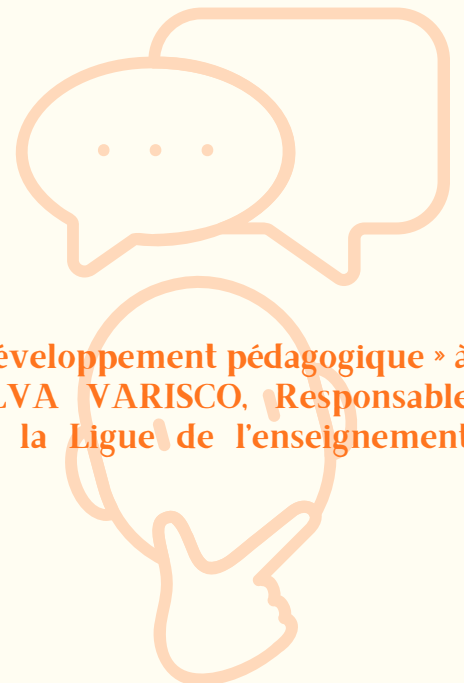 éveloppement pédagogique » à
LVA VARISCO, Responsable
la Ligue de l'enseignement